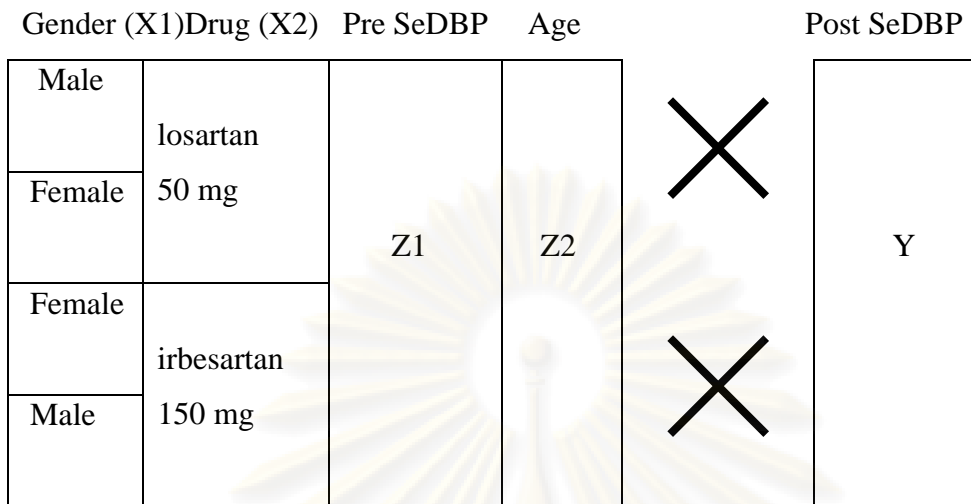 Gender (X1)Drug (X2) Pre SeDBP Age Post SeDBP
Male
losartan
Female 50 mg
Z1 Z2 Y
Female
irbesartan
Male 150 mg